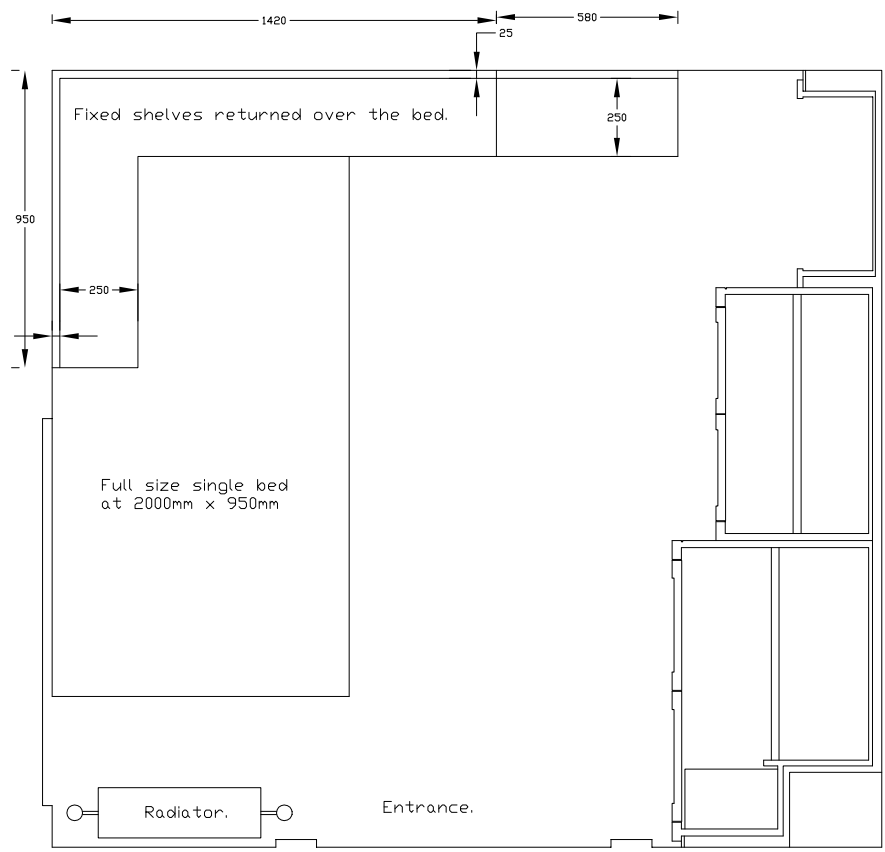 1420
580
25
Fixed shelves returned over the bed.
250
950
250
Full size single bed
at 2000mm x 950mm
Radiator.
Entrance.